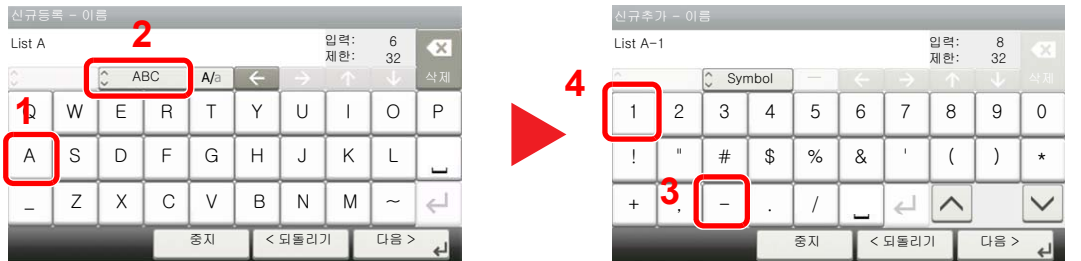 신규등록 - 이름
List A
입력: 6
제한: 32
2
ABC
A/a
삭제
1
Q W E R T Y U I O P
A S D F G H J K L
_ Z X C V B N M ~
중지
< 되돌리기
다음 >
신규추가 - 이름
List A-1
입력: 8
제한: 32
4
Symbol
삭제
1 2 3 4 5 6 7 8 9 0
! " # $ % & ' ( ) *
3
+ , - . /
중지
< 되돌리기
다음 >